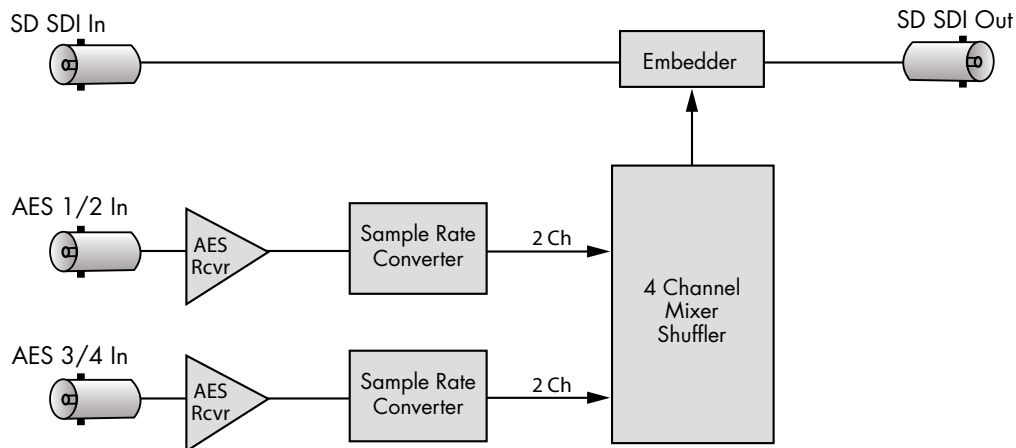 SD SDI In
SD SDI Out
Embedder
AES 1/2 In
AES
Rcvr
Sample Rate
Converter
2 Ch
4 Channel
Mixer
Shuffler
AES 3/4 In
AES
Rcvr
Sample Rate
Converter
2 Ch